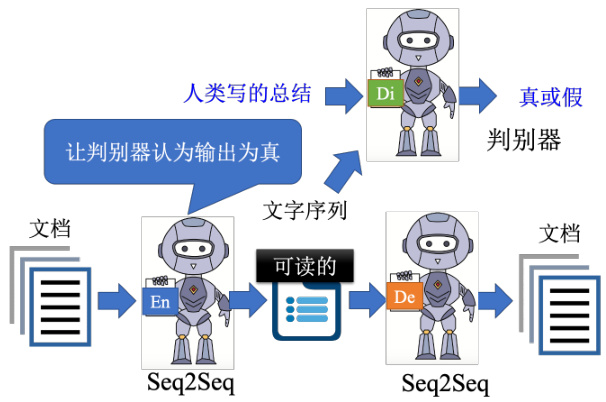 人类写的总结
Di
真或假
判别器
让判别器认为输出为真
文字序列
文档
En
可读的
De
文档
Seq2Seq
Seq2Seq